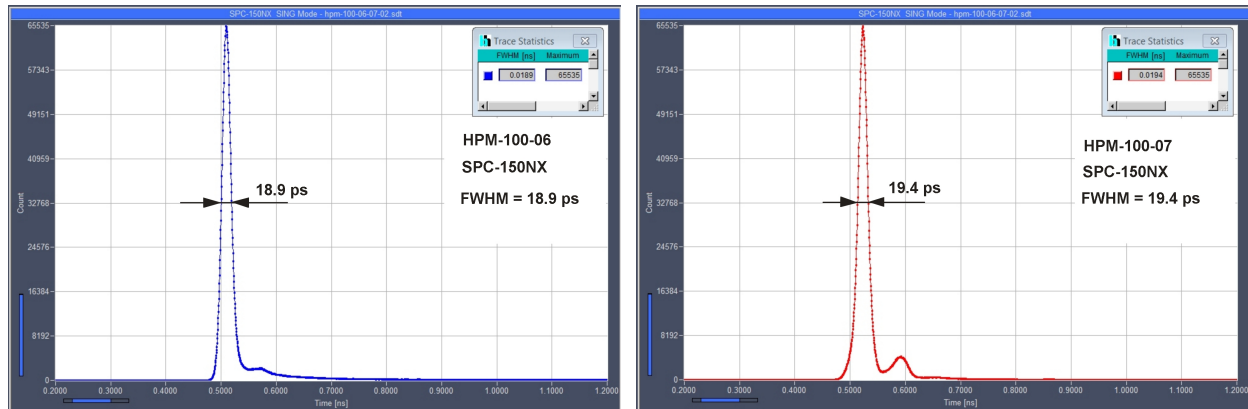 SPC-150NX SING Mode - hpm-100-06-07-02.sdt
65535
57343
49151
40959
32768
24576
16384
8192
0
Count
0.2000 0.3000 0.4000 0.5000 0.6000 0.7000 0.8000 0.9000 1.0000 1.1000 1.2000
Time [ns]
Trace Statistics
FWHM [ns] Maximum
0.0189 65535
HPM-100-06
SPC-150NX
FWHM = 18.9 ps
18.9 ps
SPC-150NX SING Mode - hpm-100-06-07-02.sdt
65535
57343
49151
40959
32768
24576
16384
8192
0
Count
0.2000 0.3000 0.4000 0.5000 0.6000 0.7000 0.8000 0.9000 1.0000 1.1000 1.2000
Time [ns]
Trace Statistics
FWHM [ns] Maximum
0.0194 65535
HPM-100-07
SPC-150NX
FWHM = 19.4 ps
19.4 ps